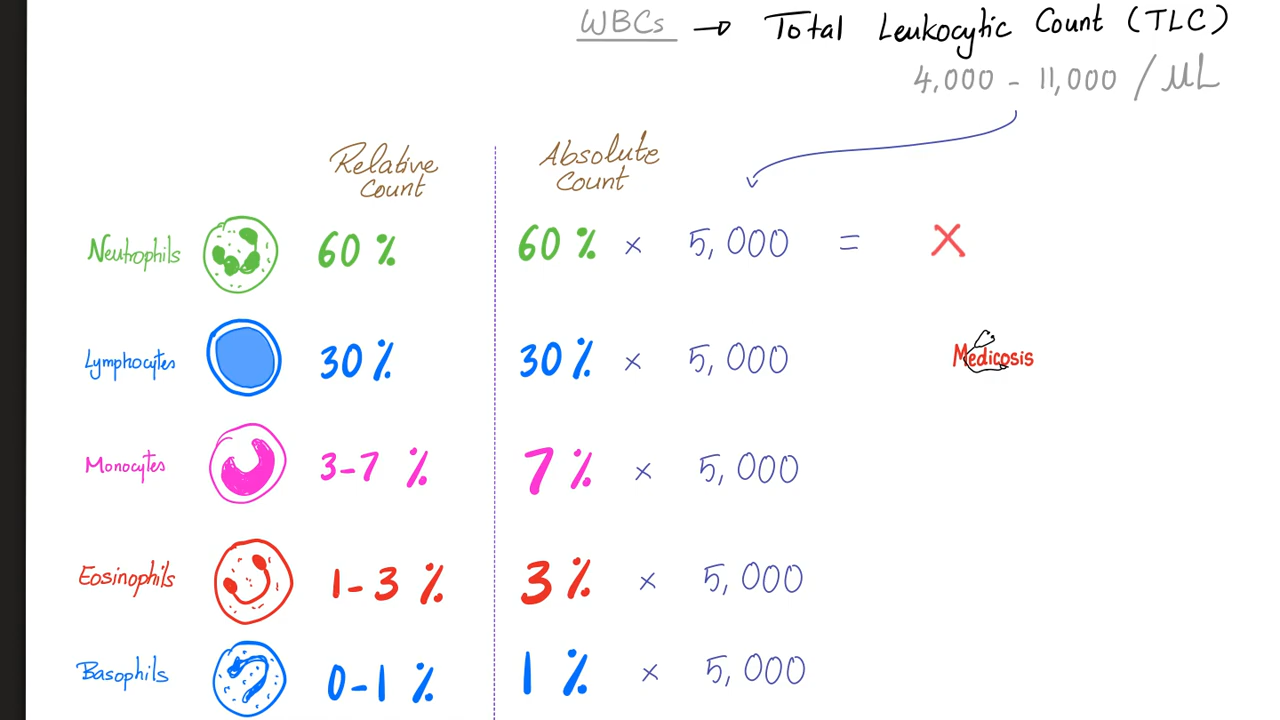 WBCs → Total Leukocytic Count (TLC)
4,000 - 11,000 / μL
Relative Count
Absolute Count
Neutrophils 60 % 60 % × 5,000 = X
Lymphocytes 30 % 30 % × 5,000
Medicosis
Monocytes 3-7 % 7 % × 5,000
Eosinophils 1-3 % 3 % × 5,000
Basophils 0-1 % 1 % × 5,000